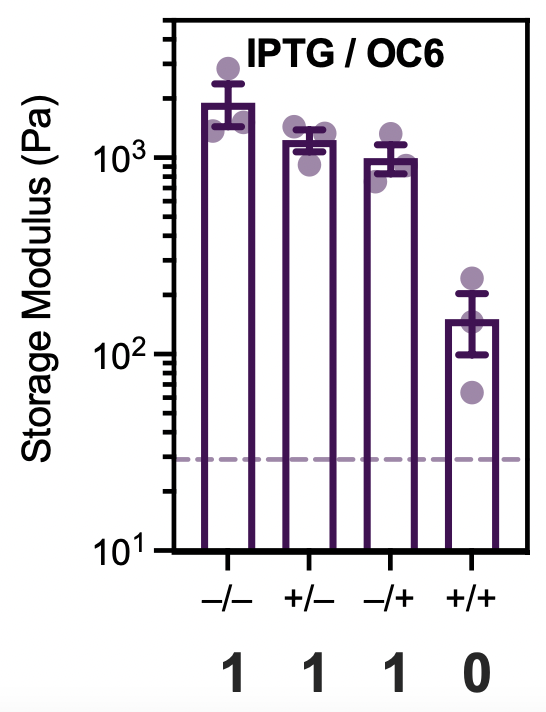 IPTG / OC6
Storage Modulus (Pa)
10³
10²
10¹
–/– +/– –/+ +/+
1 1 1 0